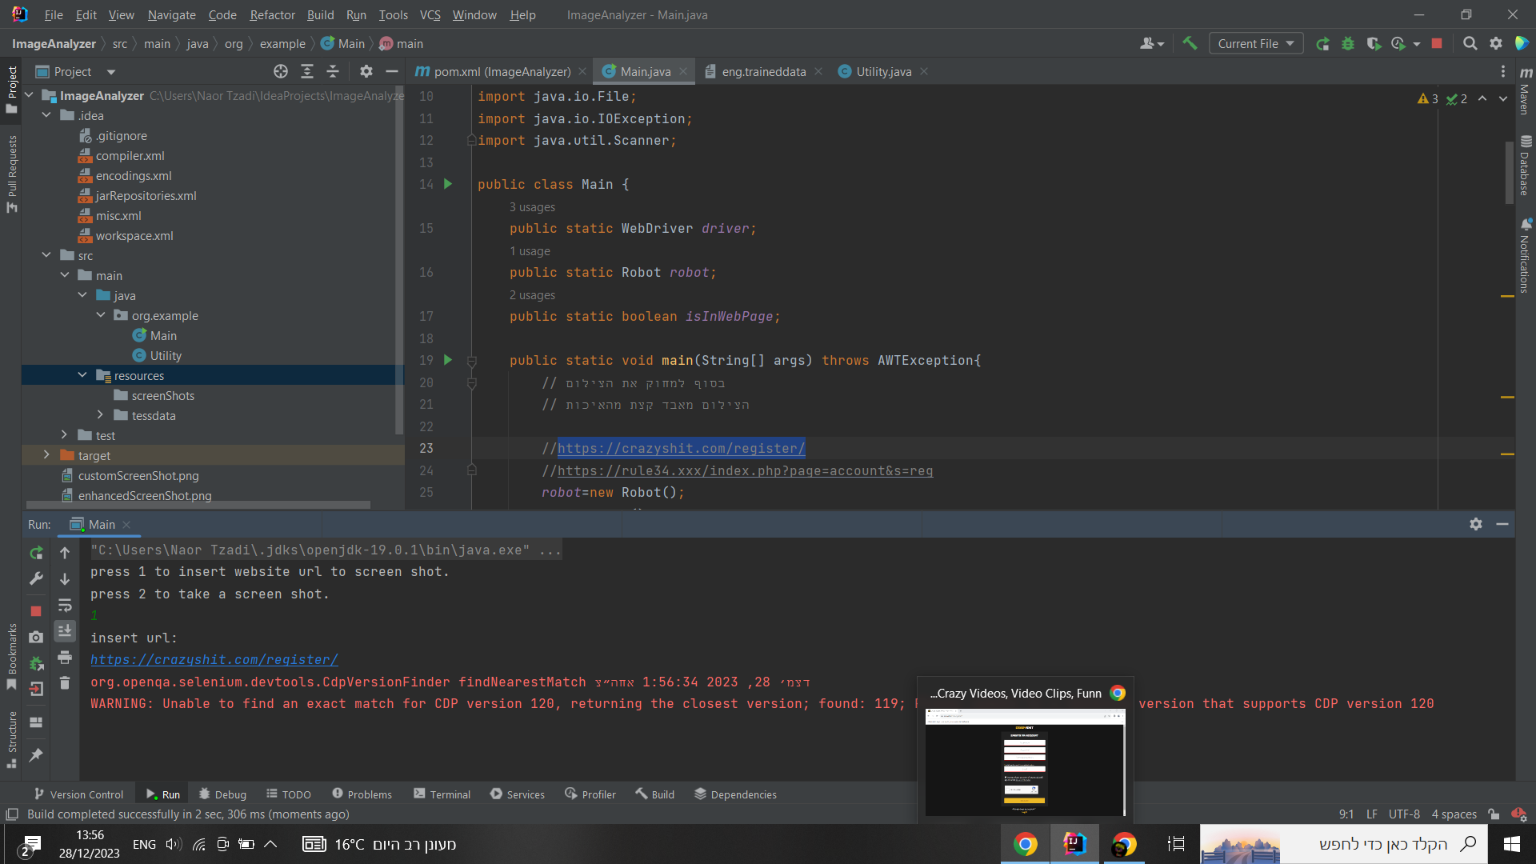 File Edit View Navigate Code Refactor Build Run Tools VCS Window Help ImageAnalyzer - Main.java
ImageAnalyzer src main java org example Main main Current File
Project pom.xml (ImageAnalyzer) Main.java eng.traineddata Utility.java
ImageAnalyzer C:\Users\Naor Tzadi\IdeaProjects\ImageAnalyze
.idea
.gitignore
compiler.xml
encodings.xml
jarRepositories.xml
misc.xml
workspace.xml
src
main
java
org.example
Main
Utility
resources
screenShots
tessdata
test
target
customScreenShot.png
enhancedScreenShot.png
Project
Pull Requests
Bookmarks
Structure
3 2
10 import java.io.File;
11 import java.io.IOException;
12 import java.util.Scanner;
13
14 public class Main {
3 usages
15 public static WebDriver driver;
1 usage
16 public static Robot robot;
2 usages
17 public static boolean isInWebPage;
18
19 public static void main(String[] args) throws AWTException{
20 // בסוף למחוק את הצילום
21 // הצילום מאבד קצת מהאיכות
22
23 //https://crazyshit.com/register/
24 //https://rule34.xxx/index.php?page=account&s=req
25 robot=new Robot();
Maven
Database
Notifications
Run: Main
"C:\Users\Naor Tzadi\.jdks\openjdk-19.0.1\bin\java.exe" ...
press 1 to insert website url to screen shot.
press 2 to take a screen shot.
1
insert url:
https://crazyshit.com/register/
org.openqa.selenium.devtools.CdpVersionFinder findNearestMatch דצמ׳ 28, 2023 1:56:34 אחה״צ
WARNING: Unable to find an exact match for CDP version 120, returning the closest version; found: 119; version that supports CDP version 120
...Crazy Videos, Video Clips, Funn
Version Control Run Debug TODO Problems Terminal Services Profiler Build Dependencies
Build completed successfully in 2 sec, 306 ms (moments ago) 9:1 LF UTF-8 4 spaces
2 13:56 ENG 16°C מעונן רב היום הקלד כאן כדי לחפש
28/12/2023